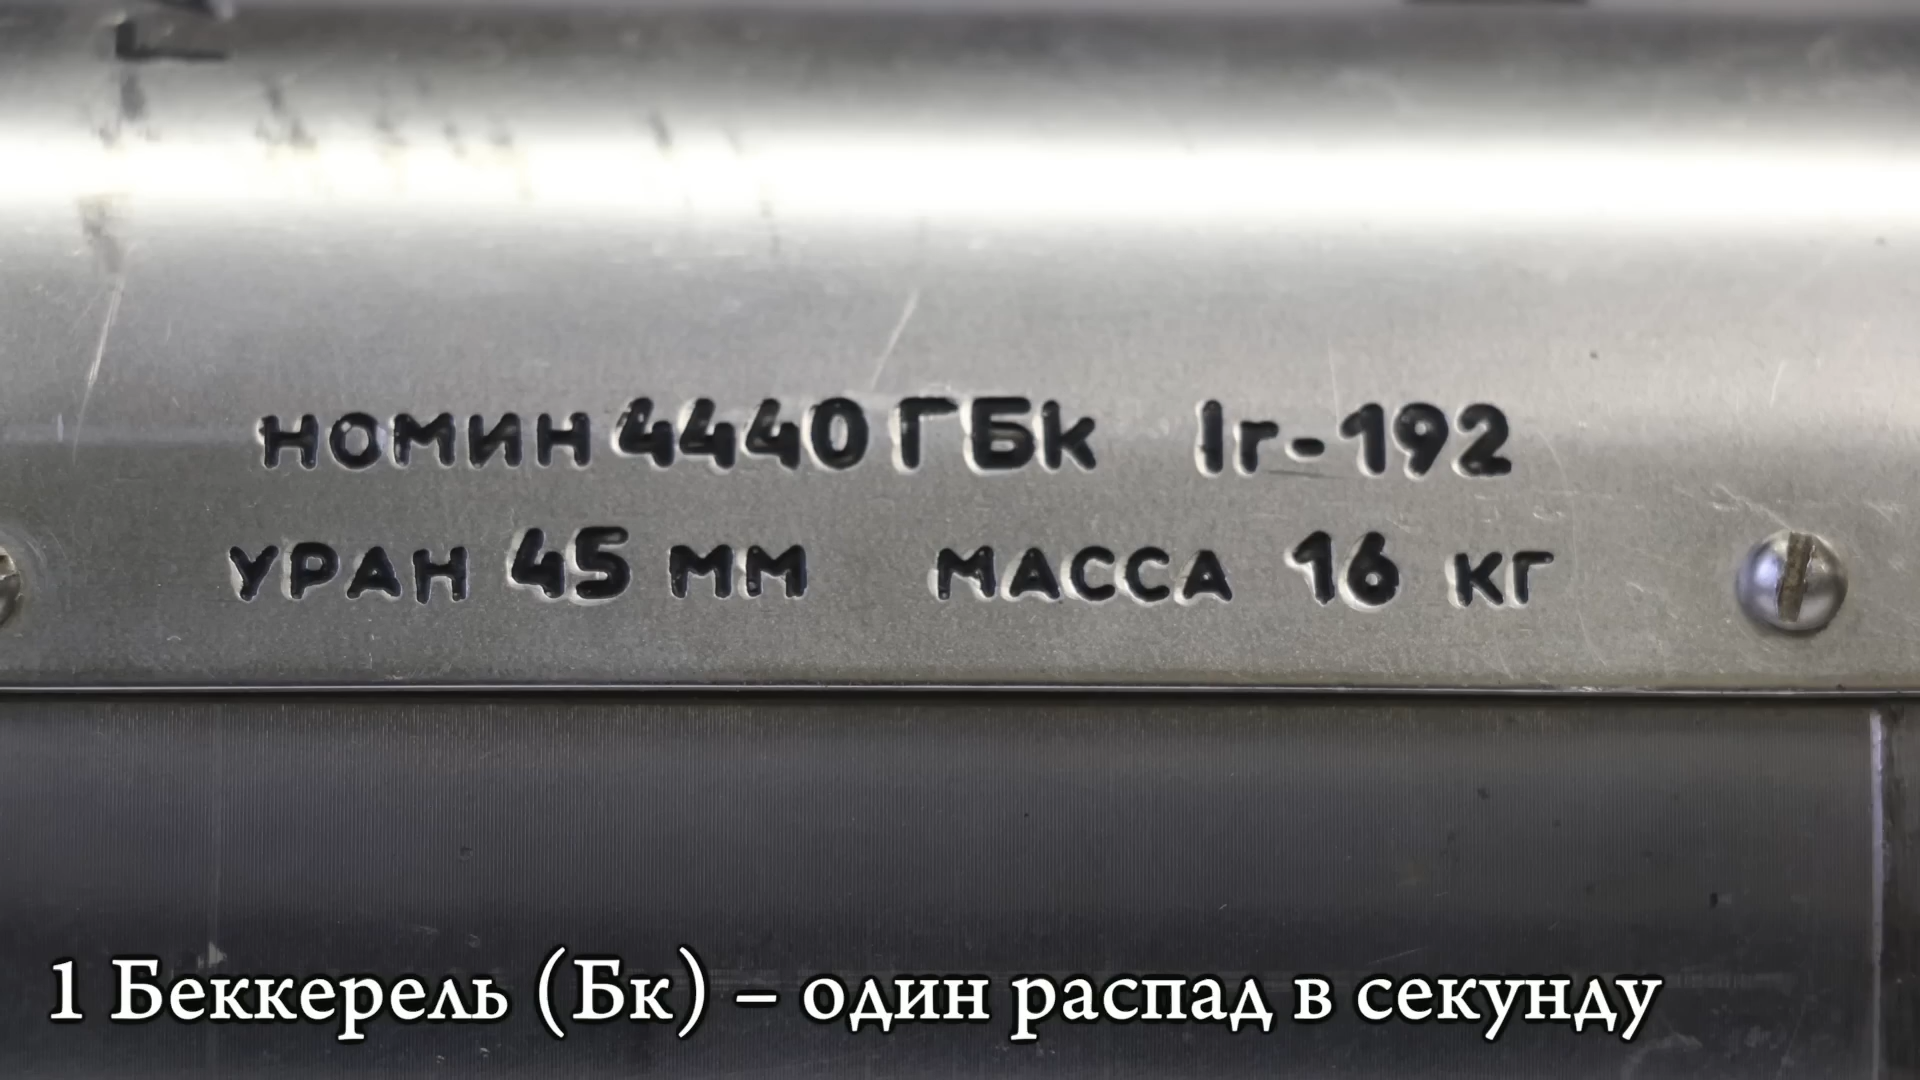 НОМИН 4440 ГБк Ir-192
УРАН 45 ММ МАССА 16 КГ
1 Беккерель (Бк) – один распад в секунду